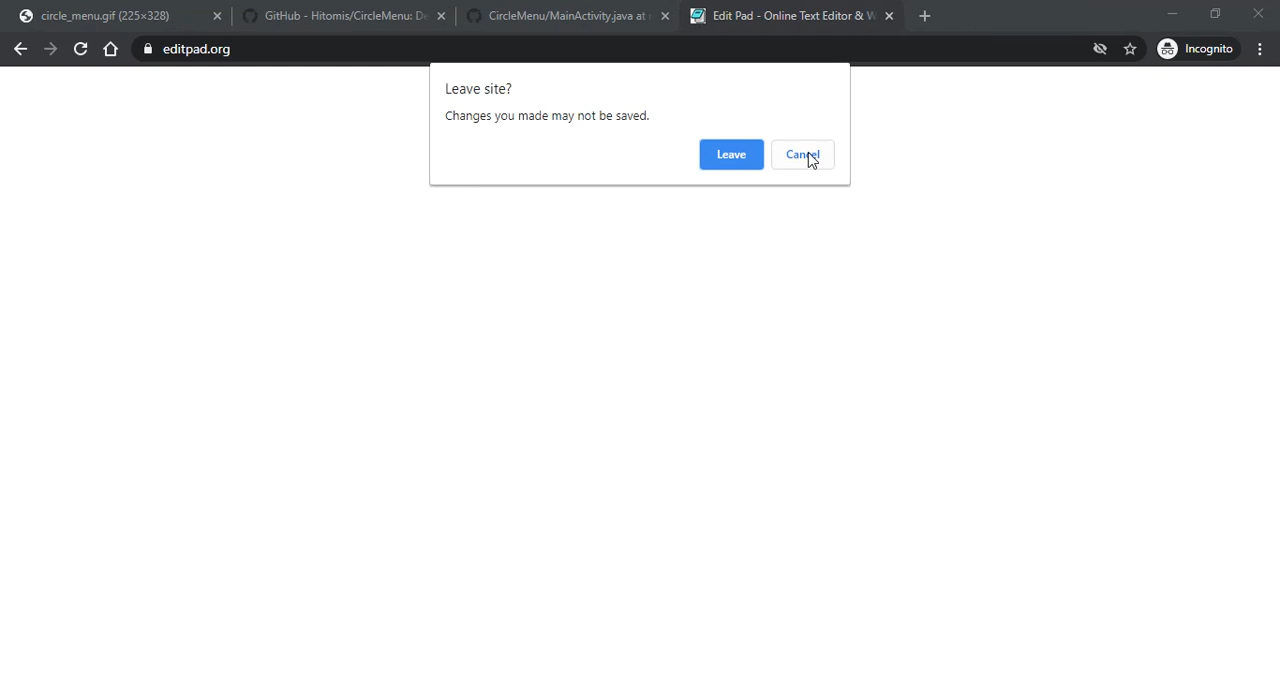 circle_menu.gif (225×328)
GitHub - Hitomis/CircleMenu: De
CircleMenu/MainActivity.java at
Edit Pad - Online Text Editor & W
editpad.org
Incognito
Leave site?
Changes you made may not be saved.
Leave
Cancel